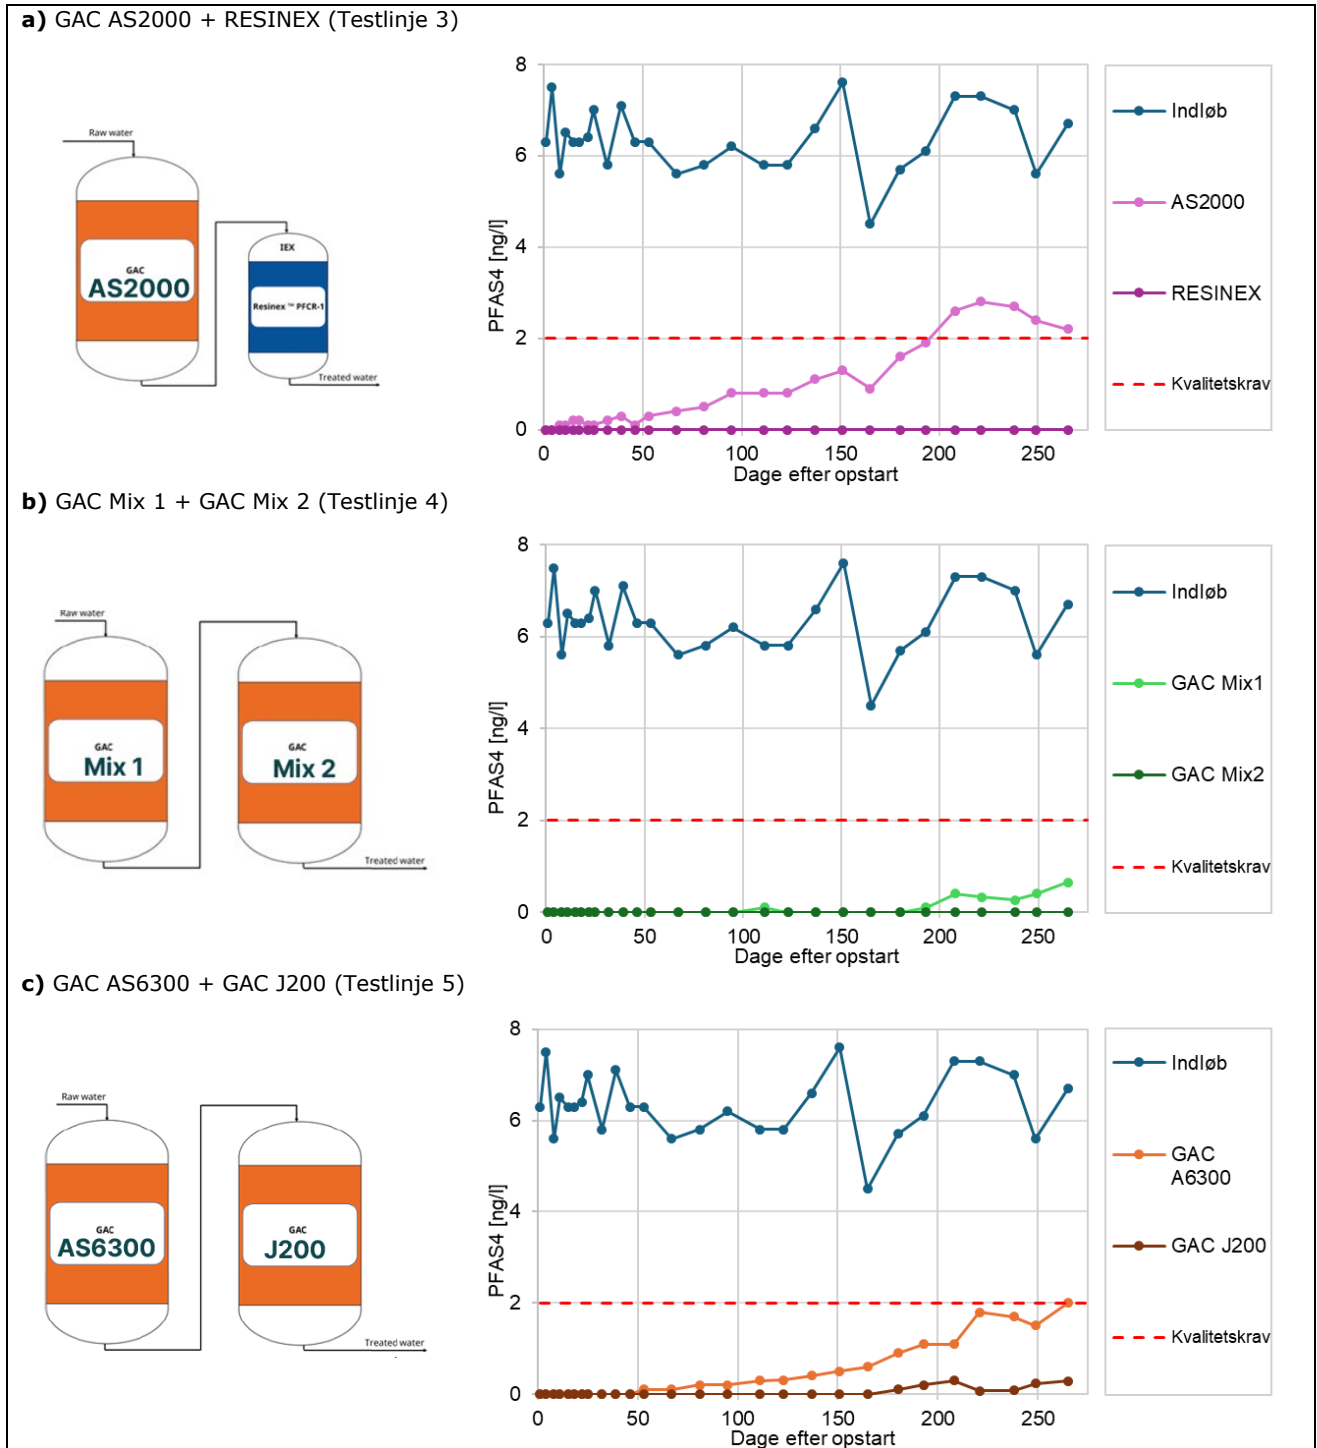 a) GAC AS2000 + RESINEX (Testlinje 3)
Raw water
GAC
AS2000
IEX
Resinex ™ PFCR-1
Treated water
PFAS4 [ng/l]
8
6
4
2
0
0 50 100 150 200 250
Dage efter opstart
Indløb
AS2000
RESINEX
Kvalitetskrav
b) GAC Mix 1 + GAC Mix 2 (Testlinje 4)
Raw water
GAC
Mix 1
GAC
Mix 2
Treated water
PFAS4 [ng/l]
8
6
4
2
0
0 50 100 150 200 250
Dage efter opstart
Indløb
GAC Mix1
GAC Mix2
Kvalitetskrav
c) GAC AS6300 + GAC J200 (Testlinje 5)
Raw water
GAC
AS6300
GAC
J200
Treated water
PFAS4 [ng/l]
8
6
4
2
0
0 50 100 150 200 250
Dage efter opstart
Indløb
GAC
A6300
GAC J200
Kvalitetskrav